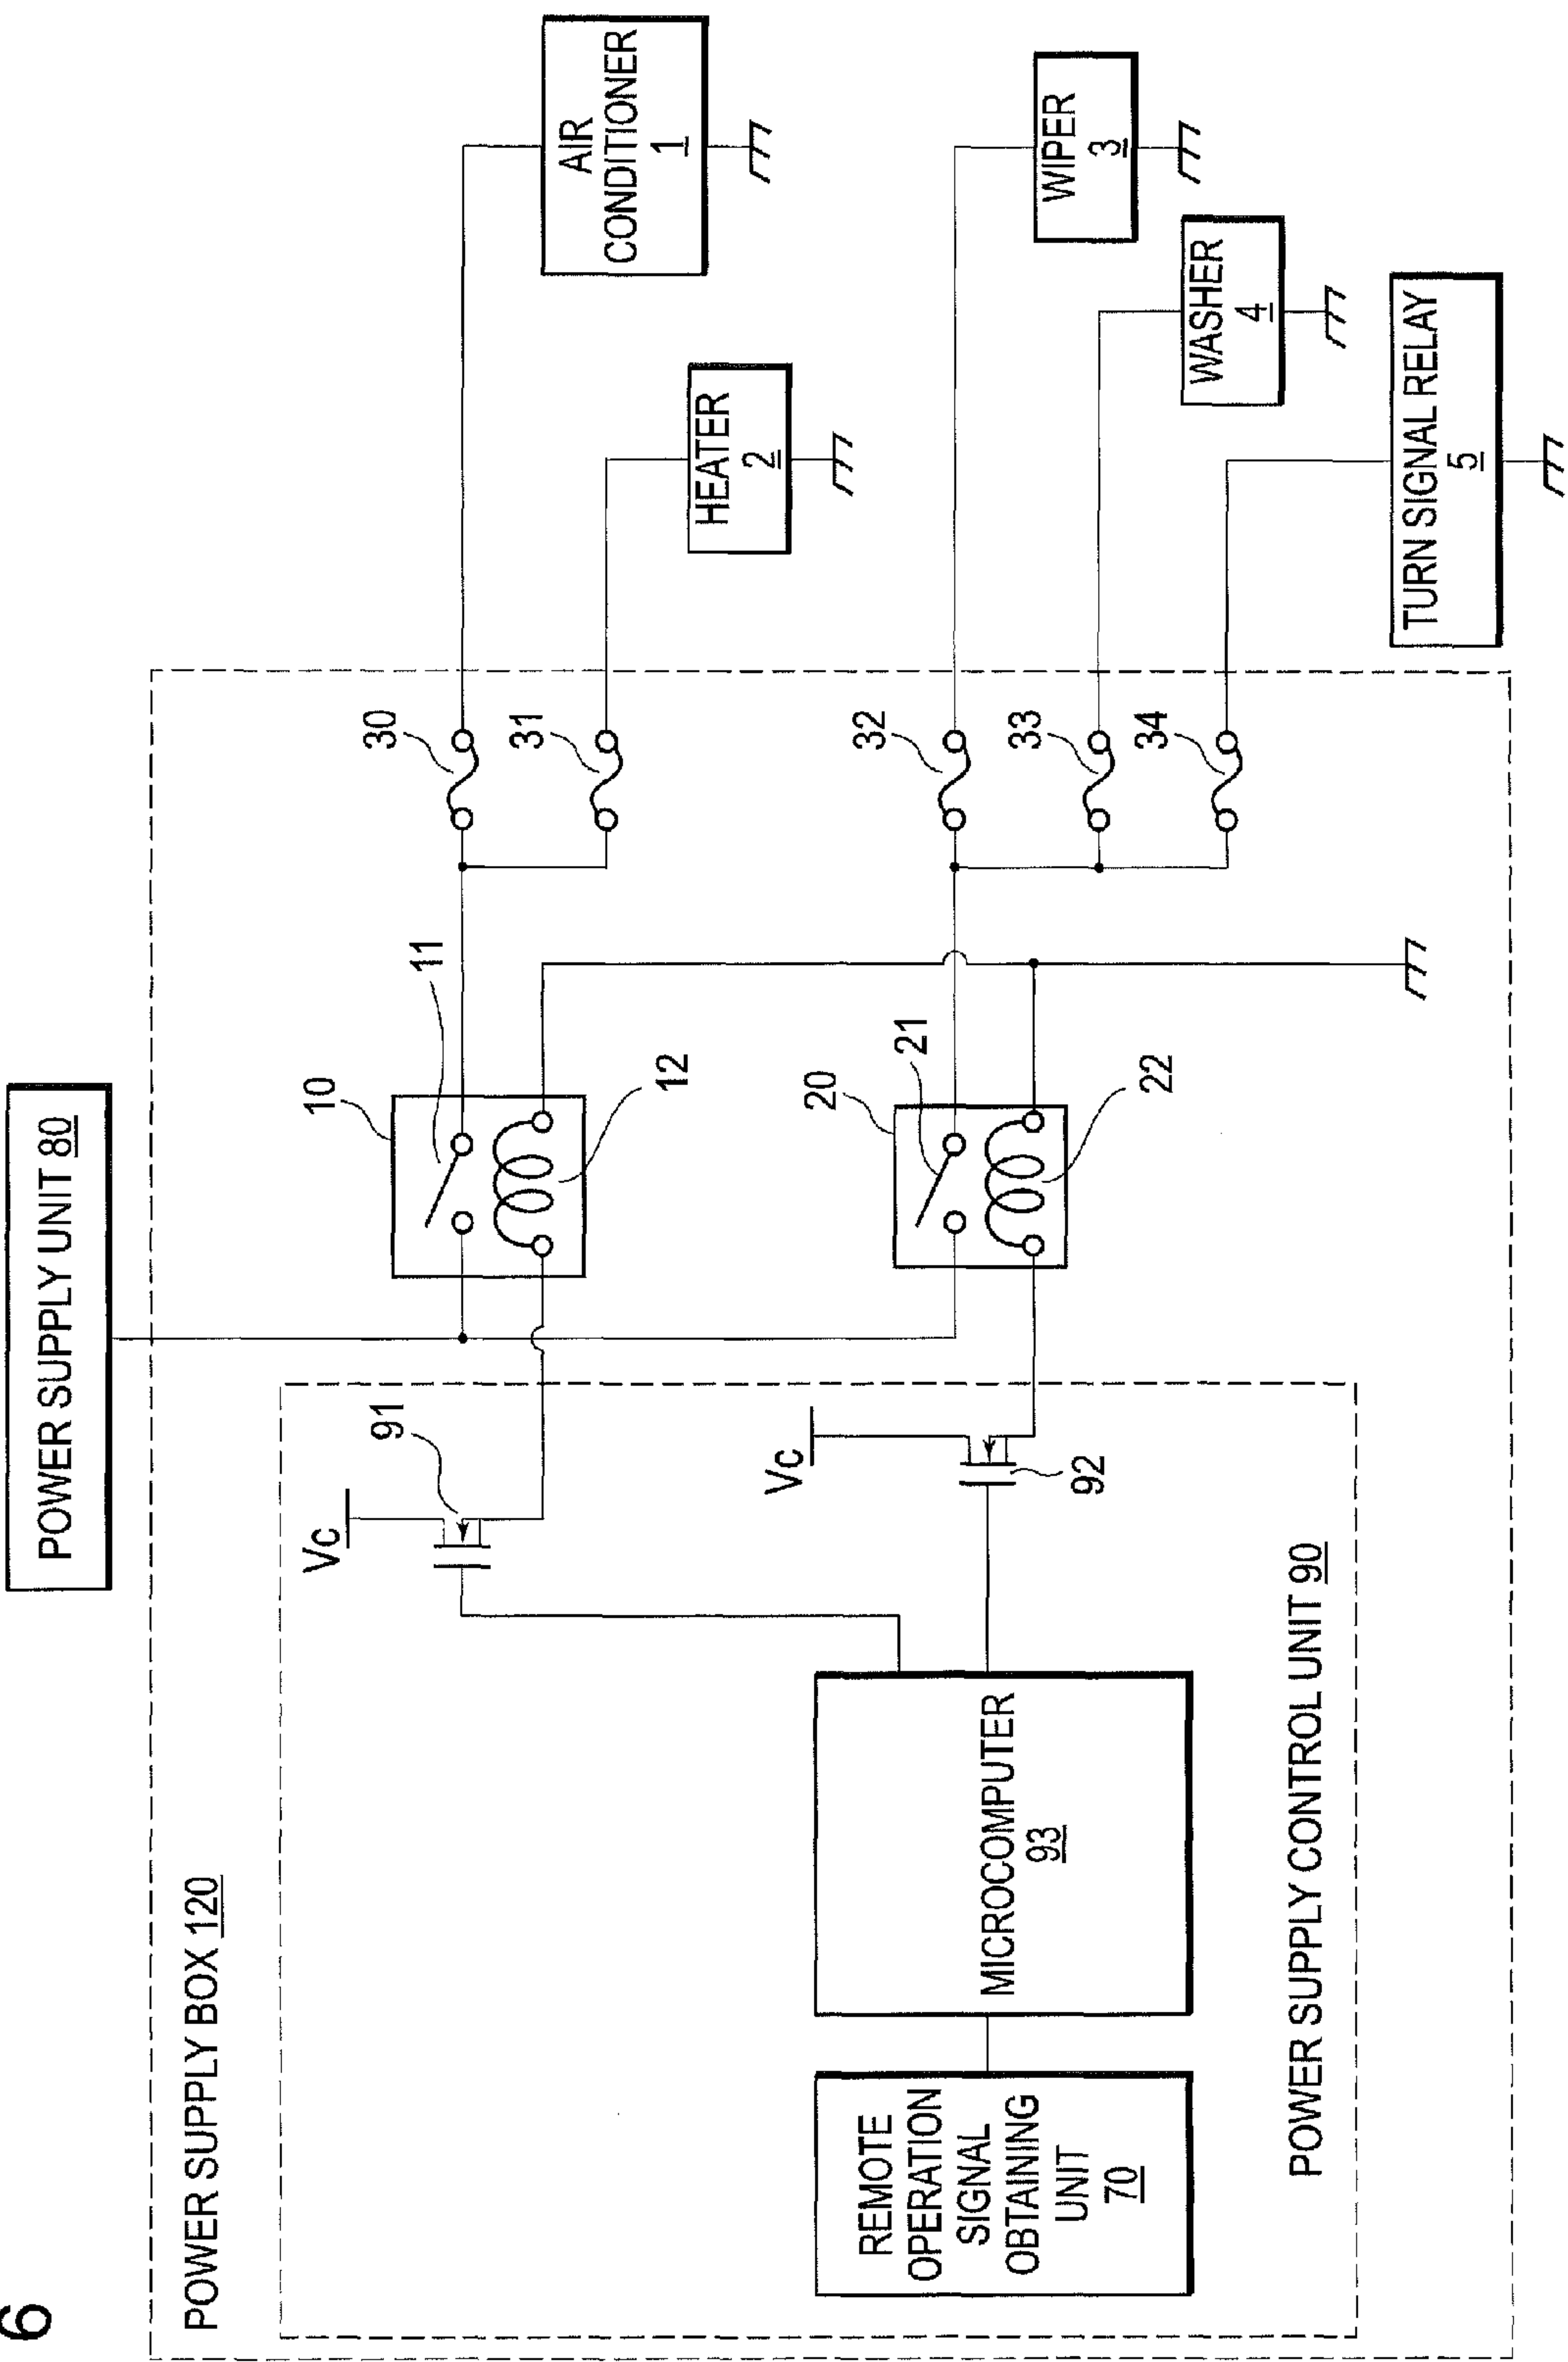 6
POWER SUPPLY UNIT 80
POWER SUPPLY BOX 120
POWER SUPPLY CONTROL UNIT 90
REMOTE
OPERATION
SIGNAL
OBTAINING
UNIT
70
MICROCOMPUTER
93
Vc
91
Vc
92
10
11
12
20
21
22
30
31
32
33
34
AIR
CONDITIONER
1
HEATER
2
WIPER
3
WASHER
4
TURN SIGNAL RELAY
5